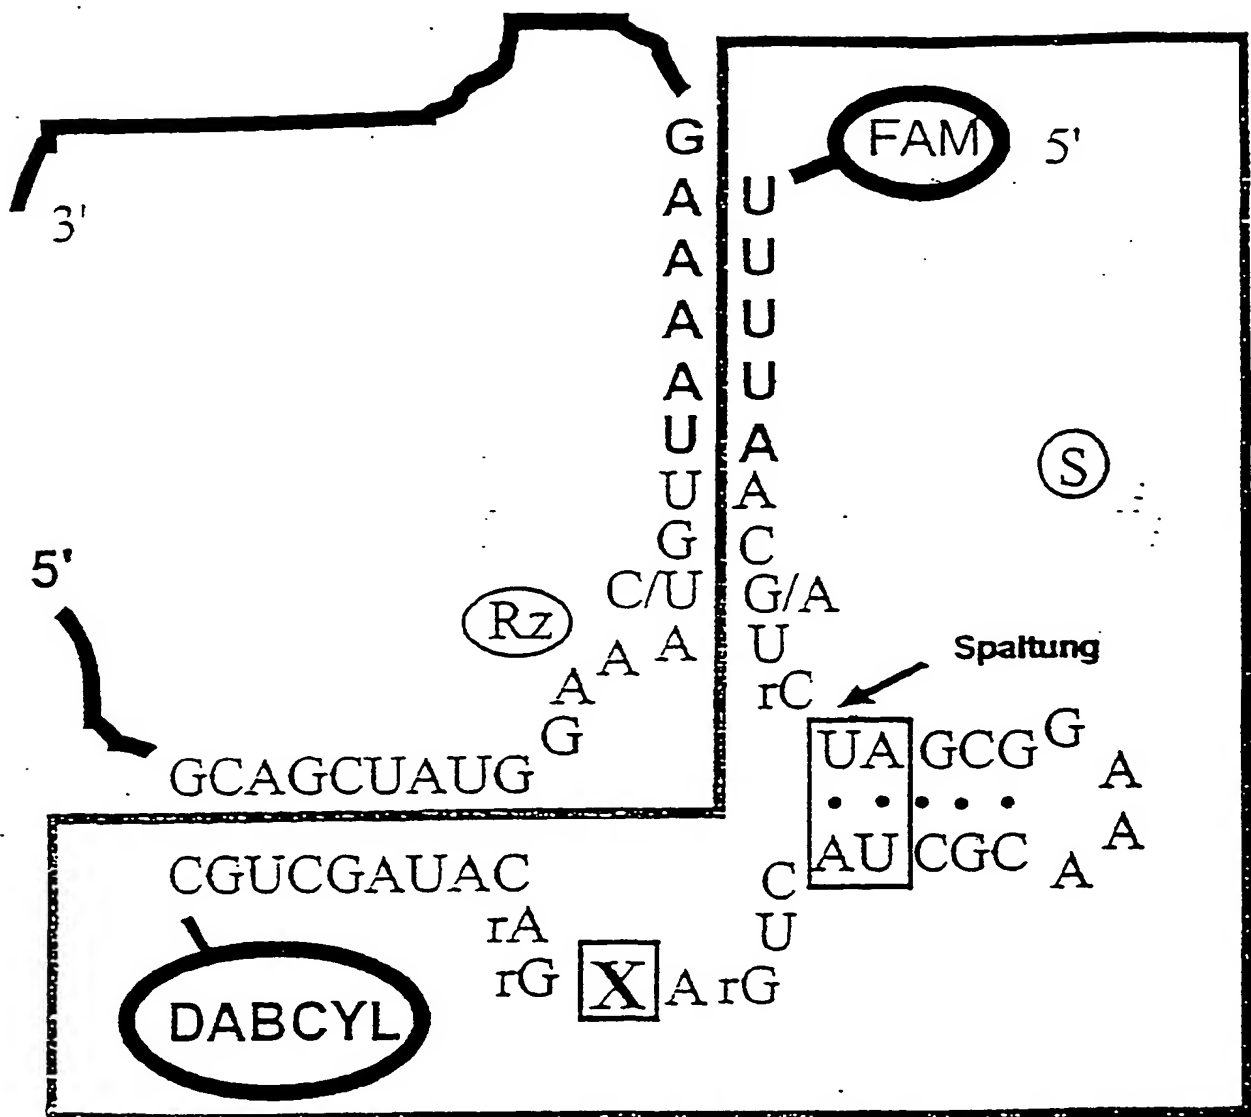 G
FAM 5'
A U
3'
A U
A U
A U
U A
S
U A
G C
5'
C/U G/A
Rz
A A A U
Spaltung
rC
G
GCAGCUAUG
UA GCG G
A
A
AU CGC A
CGUCGAUAC
C
rA
U
rG X A rG
DABCYL